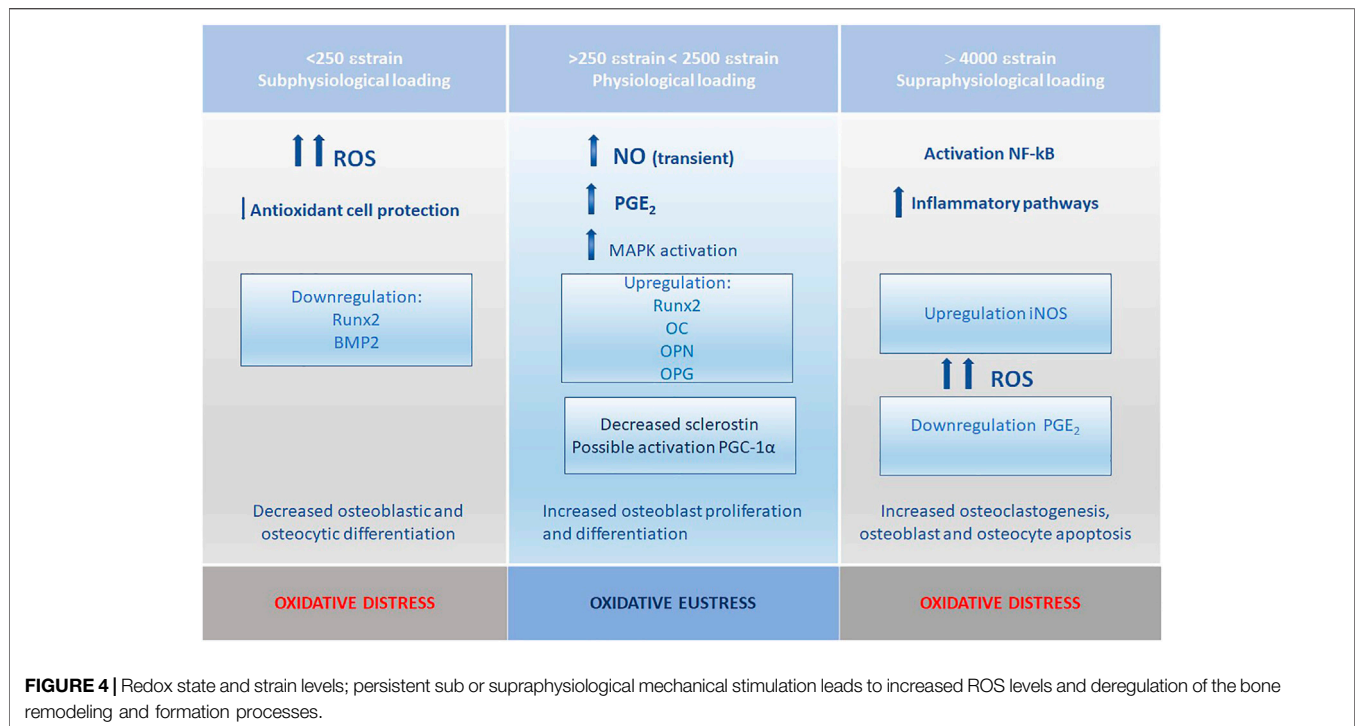 <250 εstrain
Subphysiological loading
ROS
Antioxidant cell protection
Downregulation:
Runx2
BMP2
Decreased osteoblastic and
osteocytic differentiation
OXIDATIVE DISTRESS
>250 εstrain< 2500 εstrain
Physiological loading
NO (transient)
PGE₂
MAPK activation
Upregulation:
Runx2
OC
OPN
OPG
Decreased sclerostin
Possible activation PGC-1α
Increased osteoblast proliferation
and differentiation
OXIDATIVE EUSTRESS
> 4000 εstrain
Supraphysiological loading
Activation NF-kB
Inflammatory pathways
Upregulation iNOS
ROS
Downregulation PGE₂
Increased osteoclastogenesis,
osteoblast and osteocyte apoptosis
OXIDATIVE DISTRESS
FIGURE 4 | Redox state and strain levels; persistent sub or supraphysiological mechanical stimulation leads to increased ROS levels and deregulation of the bone
remodeling and formation processes.